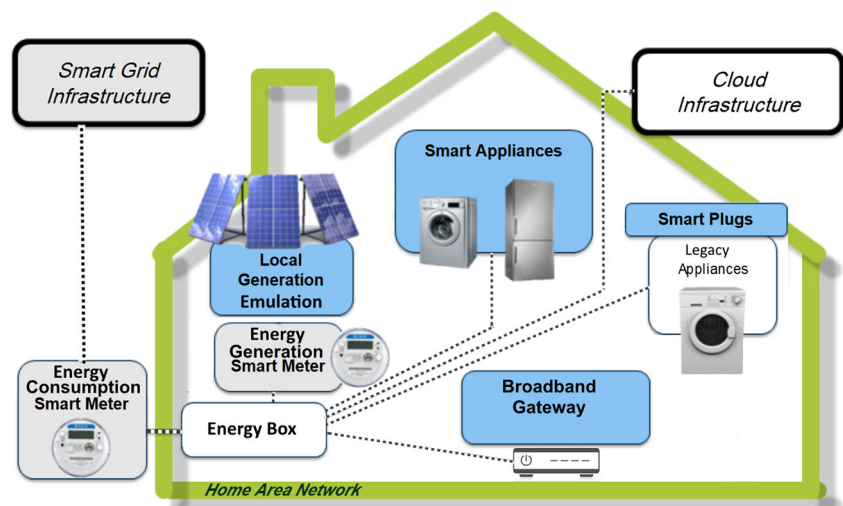 Smart Grid
Infrastructure
Cloud
Infrastructure
Smart Appliances
Smart Plugs
Legacy
Appliances
Local
Generation
Emulation
Energy
Generation
Smart Meter
Energy
Consumption
Smart Meter
Broadband
Gateway
Energy Box
Home Area Network